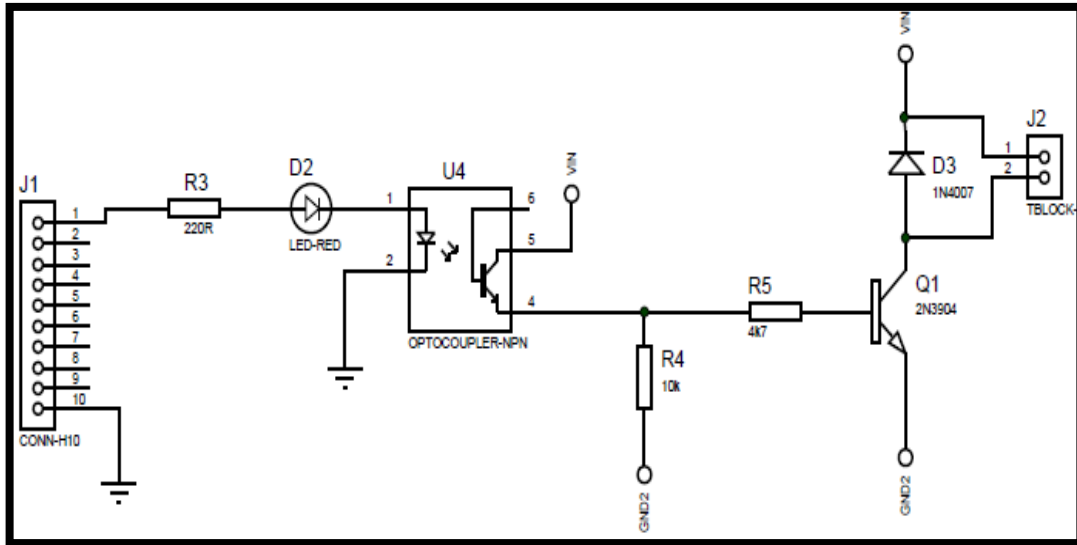 J1
1
2
3
4
5
6
7
8
9
10
CONN-H10
R3
220R
D2
LED-RED
U4
1
2
6
5
4
OPTOCOUPLER-NPN
VIN
R4
10k
GND2
R5
4k7
VIN
D3
1N4007
Q1
2N3904
GND2
J2
1
2
TBLOCK-